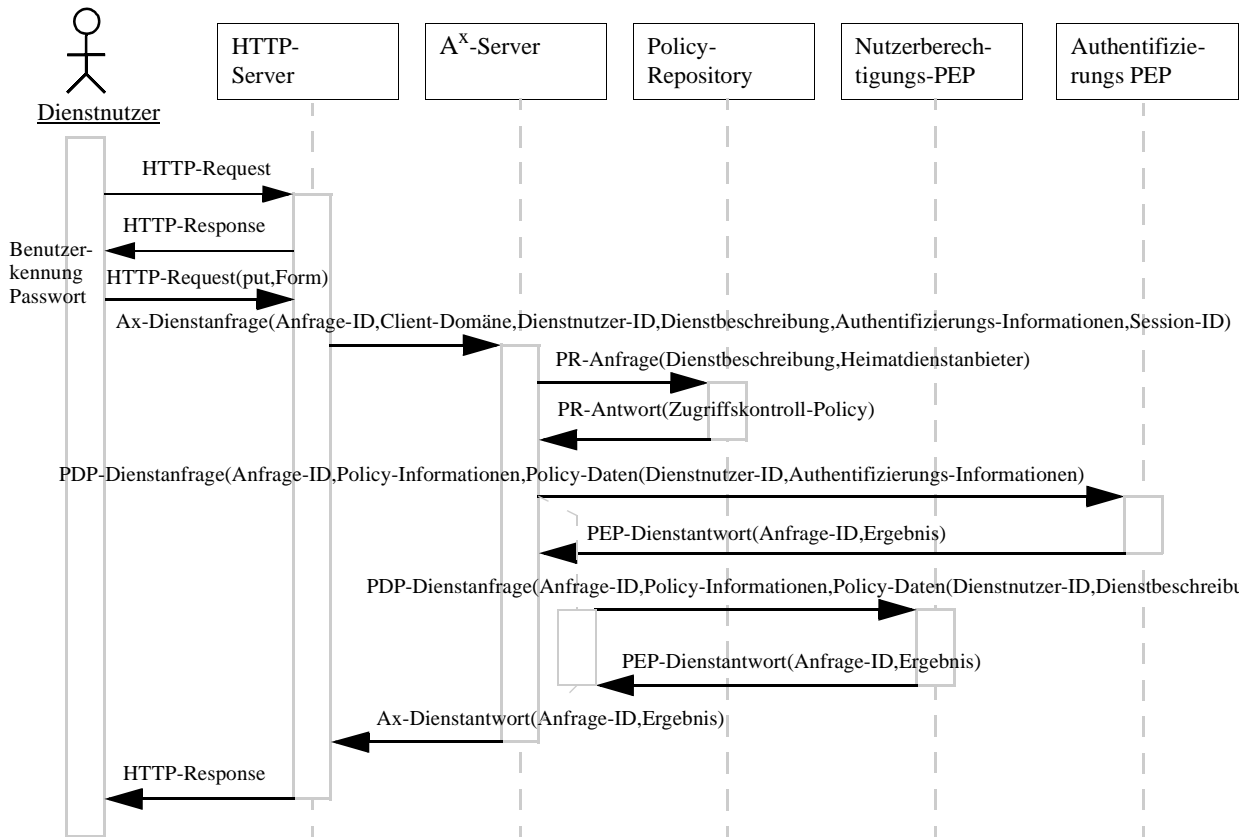 HTTP-
Server
Aˣ-Server
Policy-
Repository
Nutzerberech-
tigungs-PEP
Authentifizie-
rungs PEP
Dienstnutzer
HTTP-Request
HTTP-Response
Benutzer-
kennung
Passwort
HTTP-Request(put,Form)
Ax-Dienstanfrage(Anfrage-ID,Client-Domäne,Dienstnutzer-ID,Dienstbeschreibung,Authentifizierungs-Informationen,Session-ID)
PR-Anfrage(Dienstbeschreibung,Heimatdienstanbieter)
PR-Antwort(Zugriffskontroll-Policy)
PDP-Dienstanfrage(Anfrage-ID,Policy-Informationen,Policy-Daten(Dienstnutzer-ID,Authentifizierungs-Informationen)
PEP-Dienstantwort(Anfrage-ID,Ergebnis)
PDP-Dienstanfrage(Anfrage-ID,Policy-Informationen,Policy-Daten(Dienstnutzer-ID,Dienstbeschreibu
PEP-Dienstantwort(Anfrage-ID,Ergebnis)
Ax-Dienstantwort(Anfrage-ID,Ergebnis)
HTTP-Response